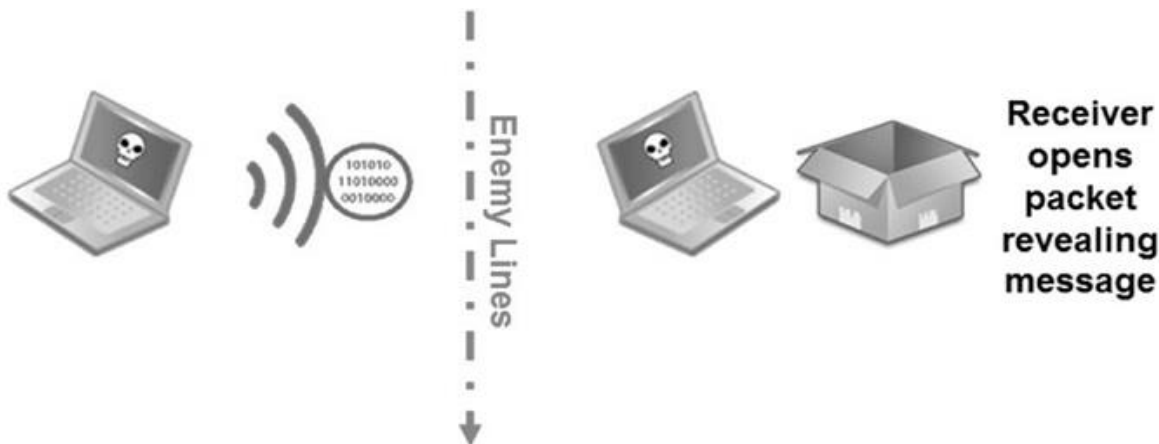 101010
11010000
0010000
Enemy Lines
Receiver
opens
packet
revealing
message